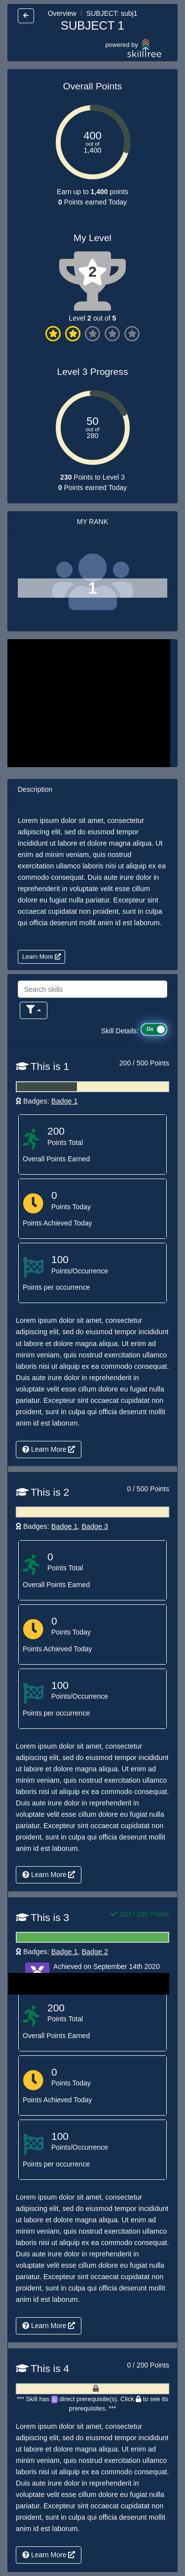 Overview / SUBJECT: subj1
SUBJECT 1
powered by
skilltree
Overall Points
400
out of
1,400
Earn up to 1,400 points
0 Points earned Today
My Level
2
Level 2 out of 5
Level 3 Progress
50
out of
280
230 Points to Level 3
0 Points earned Today
MY RANK
1
Description
Lorem ipsum dolor sit amet, consectetur
adipiscing elit, sed do eiusmod tempor
incididunt ut labore et dolore magna aliqua. Ut
enim ad minim veniam, quis nostrud
exercitation ullamco laboris nisi ut aliquip ex ea
commodo consequat. Duis aute irure dolor in
reprehenderit in voluptate velit esse cillum
dolore eu fugiat nulla pariatur. Excepteur sint
occaecat cupidatat non proident, sunt in culpa
qui officia deserunt mollit anim id est laborum.
Learn More
Search skills
Skill Details: On
This is 1
200 / 500 Points
Badges: Badge 1
200
Points Total
Overall Points Earned
0
Points Today
Points Achieved Today
100
Points/Occurrence
Points per occurrence
Lorem ipsum dolor sit amet, consectetur
adipiscing elit, sed do eiusmod tempor incididunt
ut labore et dolore magna aliqua. Ut enim ad
minim veniam, quis nostrud exercitation ullamco
laboris nisi ut aliquip ex ea commodo consequat.
Duis aute irure dolor in reprehenderit in
voluptate velit esse cillum dolore eu fugiat nulla
pariatur. Excepteur sint occaecat cupidatat non
proident, sunt in culpa qui officia deserunt mollit
anim id est laborum.
Learn More
This is 2
0 / 500 Points
Badges: Badge 1, Badge 3
0
Points Total
Overall Points Earned
0
Points Today
Points Achieved Today
100
Points/Occurrence
Points per occurrence
Lorem ipsum dolor sit amet, consectetur
adipiscing elit, sed do eiusmod tempor incididunt
ut labore et dolore magna aliqua. Ut enim ad
minim veniam, quis nostrud exercitation ullamco
laboris nisi ut aliquip ex ea commodo consequat.
Duis aute irure dolor in reprehenderit in
voluptate velit esse cillum dolore eu fugiat nulla
pariatur. Excepteur sint occaecat cupidatat non
proident, sunt in culpa qui officia deserunt mollit
anim id est laborum.
Learn More
This is 3
200 / 200 Points
Badges: Badge 1, Badge 2
Achieved on September 14th 2020
200
Points Total
Overall Points Earned
0
Points Today
Points Achieved Today
100
Points/Occurrence
Points per occurrence
Lorem ipsum dolor sit amet, consectetur
adipiscing elit, sed do eiusmod tempor incididunt
ut labore et dolore magna aliqua. Ut enim ad
minim veniam, quis nostrud exercitation ullamco
laboris nisi ut aliquip ex ea commodo consequat.
Duis aute irure dolor in reprehenderit in
voluptate velit esse cillum dolore eu fugiat nulla
pariatur. Excepteur sint occaecat cupidatat non
proident, sunt in culpa qui officia deserunt mollit
anim id est laborum.
Learn More
This is 4
0 / 200 Points
*** Skill has direct prerequisite(s). Click to see its
prerequisites. ***
Lorem ipsum dolor sit amet, consectetur
adipiscing elit, sed do eiusmod tempor incididunt
ut labore et dolore magna aliqua. Ut enim ad
minim veniam, quis nostrud exercitation ullamco
laboris nisi ut aliquip ex ea commodo consequat.
Duis aute irure dolor in reprehenderit in
voluptate velit esse cillum dolore eu fugiat nulla
pariatur. Excepteur sint occaecat cupidatat non
proident, sunt in culpa qui officia deserunt mollit
anim id est laborum.
Learn More